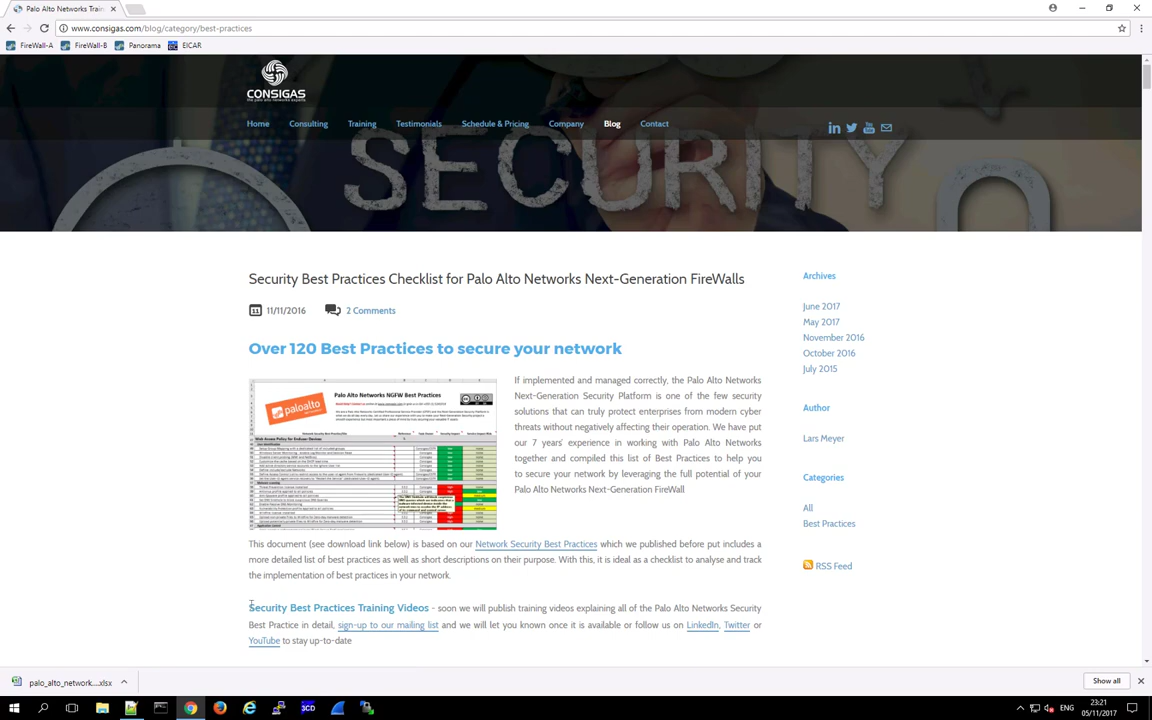 Palo Alto Networks Train
www.consigas.com/blog/category/best-practices
FireWall-A FireWall-B Panorama EICAR
CONSIGAS
the palo alto networks experts
Home Consulting Training Testimonials Schedule & Pricing Company Blog Contact
SECURITY
Security Best Practices Checklist for Palo Alto Networks Next-Generation FireWalls
11 11/11/2016 2 Comments
Over 120 Best Practices to secure your network
paloalto
Palo Alto Networks NGFW Best Practices
If implemented and managed correctly, the Palo Alto Networks
Next-Generation Security Platform is one of the few security
solutions that can truly protect enterprises from modern cyber
threats without negatively affecting their operation. We have put
our 7 years' experience in working with Palo Alto Networks
together and compiled this list of Best Practices to help you
to secure your network by leveraging the full potential of your
Palo Alto Networks Next-Generation FireWall
This document (see download link below) is based on our Network Security Best Practices which we published before put includes a
more detailed list of best practices as well as short descriptions on their purpose. With this, it is ideal as a checklist to analyse and track
the implementation of best practices in your network.
Security Best Practices Training Videos - soon we will publish training videos explaining all of the Palo Alto Networks Security
Best Practice in detail, sign-up to our mailing list and we will let you known once it is available or follow us on LinkedIn, Twitter or
YouTube to stay up-to-date
Archives
June 2017
May 2017
November 2016
October 2016
July 2015
Author
Lars Meyer
Categories
All
Best Practices
RSS Feed
palo_alto_network....xlsx
Show all
3CD
ENG
23:21
05/11/2017